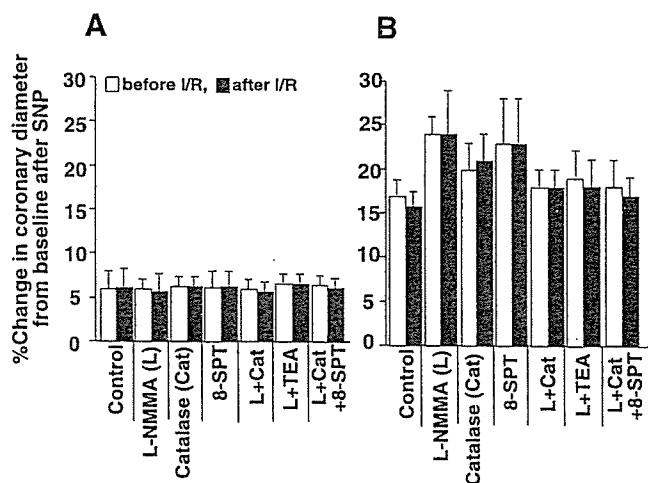 A
B
%Change in coronary diameter
from baseline after SNP
30
25
20
15
10
5
0
before I/R, after I/R
Control
L-NMMA (L)
Catalase (Cat)
8-SPT
L+Cat
L+TEA
L+Cat
+8-SPT
30
25
20
15
10
5
0
Control
L-NMMA (L)
Catalase (Cat)
8-SPT
L+Cat
L+TEA
L+Cat
+8-SPT